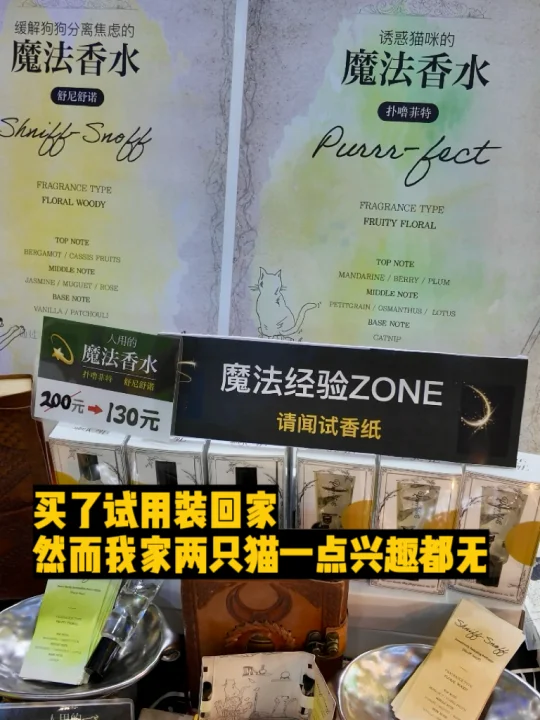 缓解狗狗分离焦虑的
魔法香水
舒尼舒诺
Shniff-Snoff
FRAGRANCE TYPE
FLORAL WOODY
TOP NOTE
BERGAMOT / CASSIS FRUITS
MIDDLE NOTE
JASMINE / MUGUET / ROSE
BASE NOTE
VANILLA / PATCHOULI
诱惑猫咪的
魔法香水
扑噜菲特
Purrr-fect
FRAGRANCE TYPE
FRUITY FLORAL
TOP NOTE
MANDARINE / BERRY / PLUM
MIDDLE NOTE
PETITGRAIN / OSMANTHUS / LOTUS
BASE NOTE
CATNIP
人用的
魔法香水
扑噜菲特 舒尼舒诺
200元→130元
魔法经验ZONE
请闻试香纸
买了试用装回家
然而我家两只猫一点兴趣都无
Shniff-Snoff
人用的